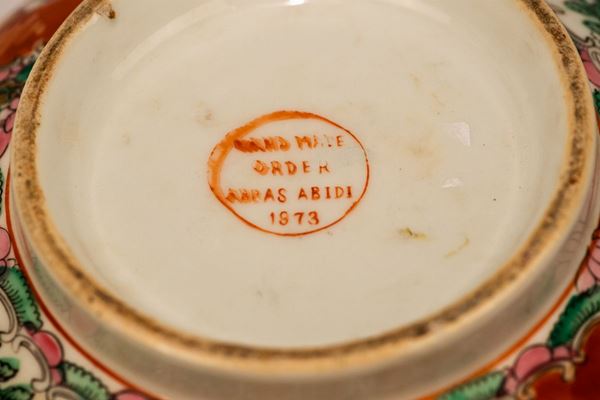 HAND MADE
ORDER
ABBAS ABIDI
1973